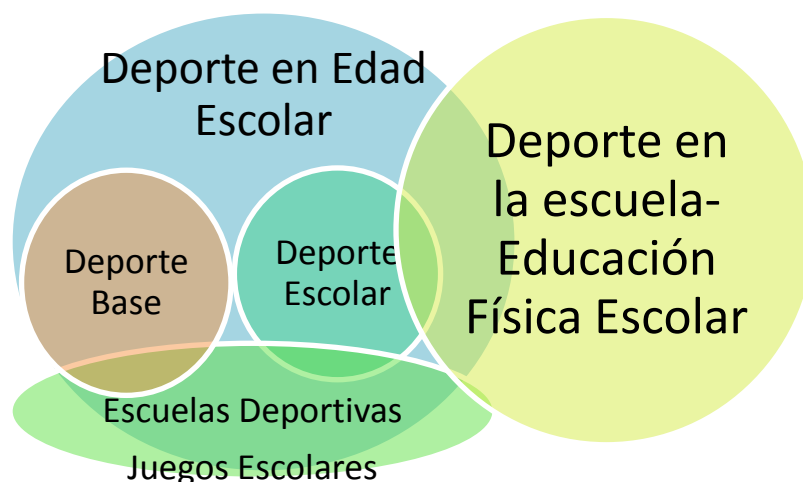 Deporte en Edad
Escolar
Deporte en
la escuela-
Educación
Física Escolar
Deporte
Base
Deporte
Escolar
Escuelas Deportivas
Juegos Escolares